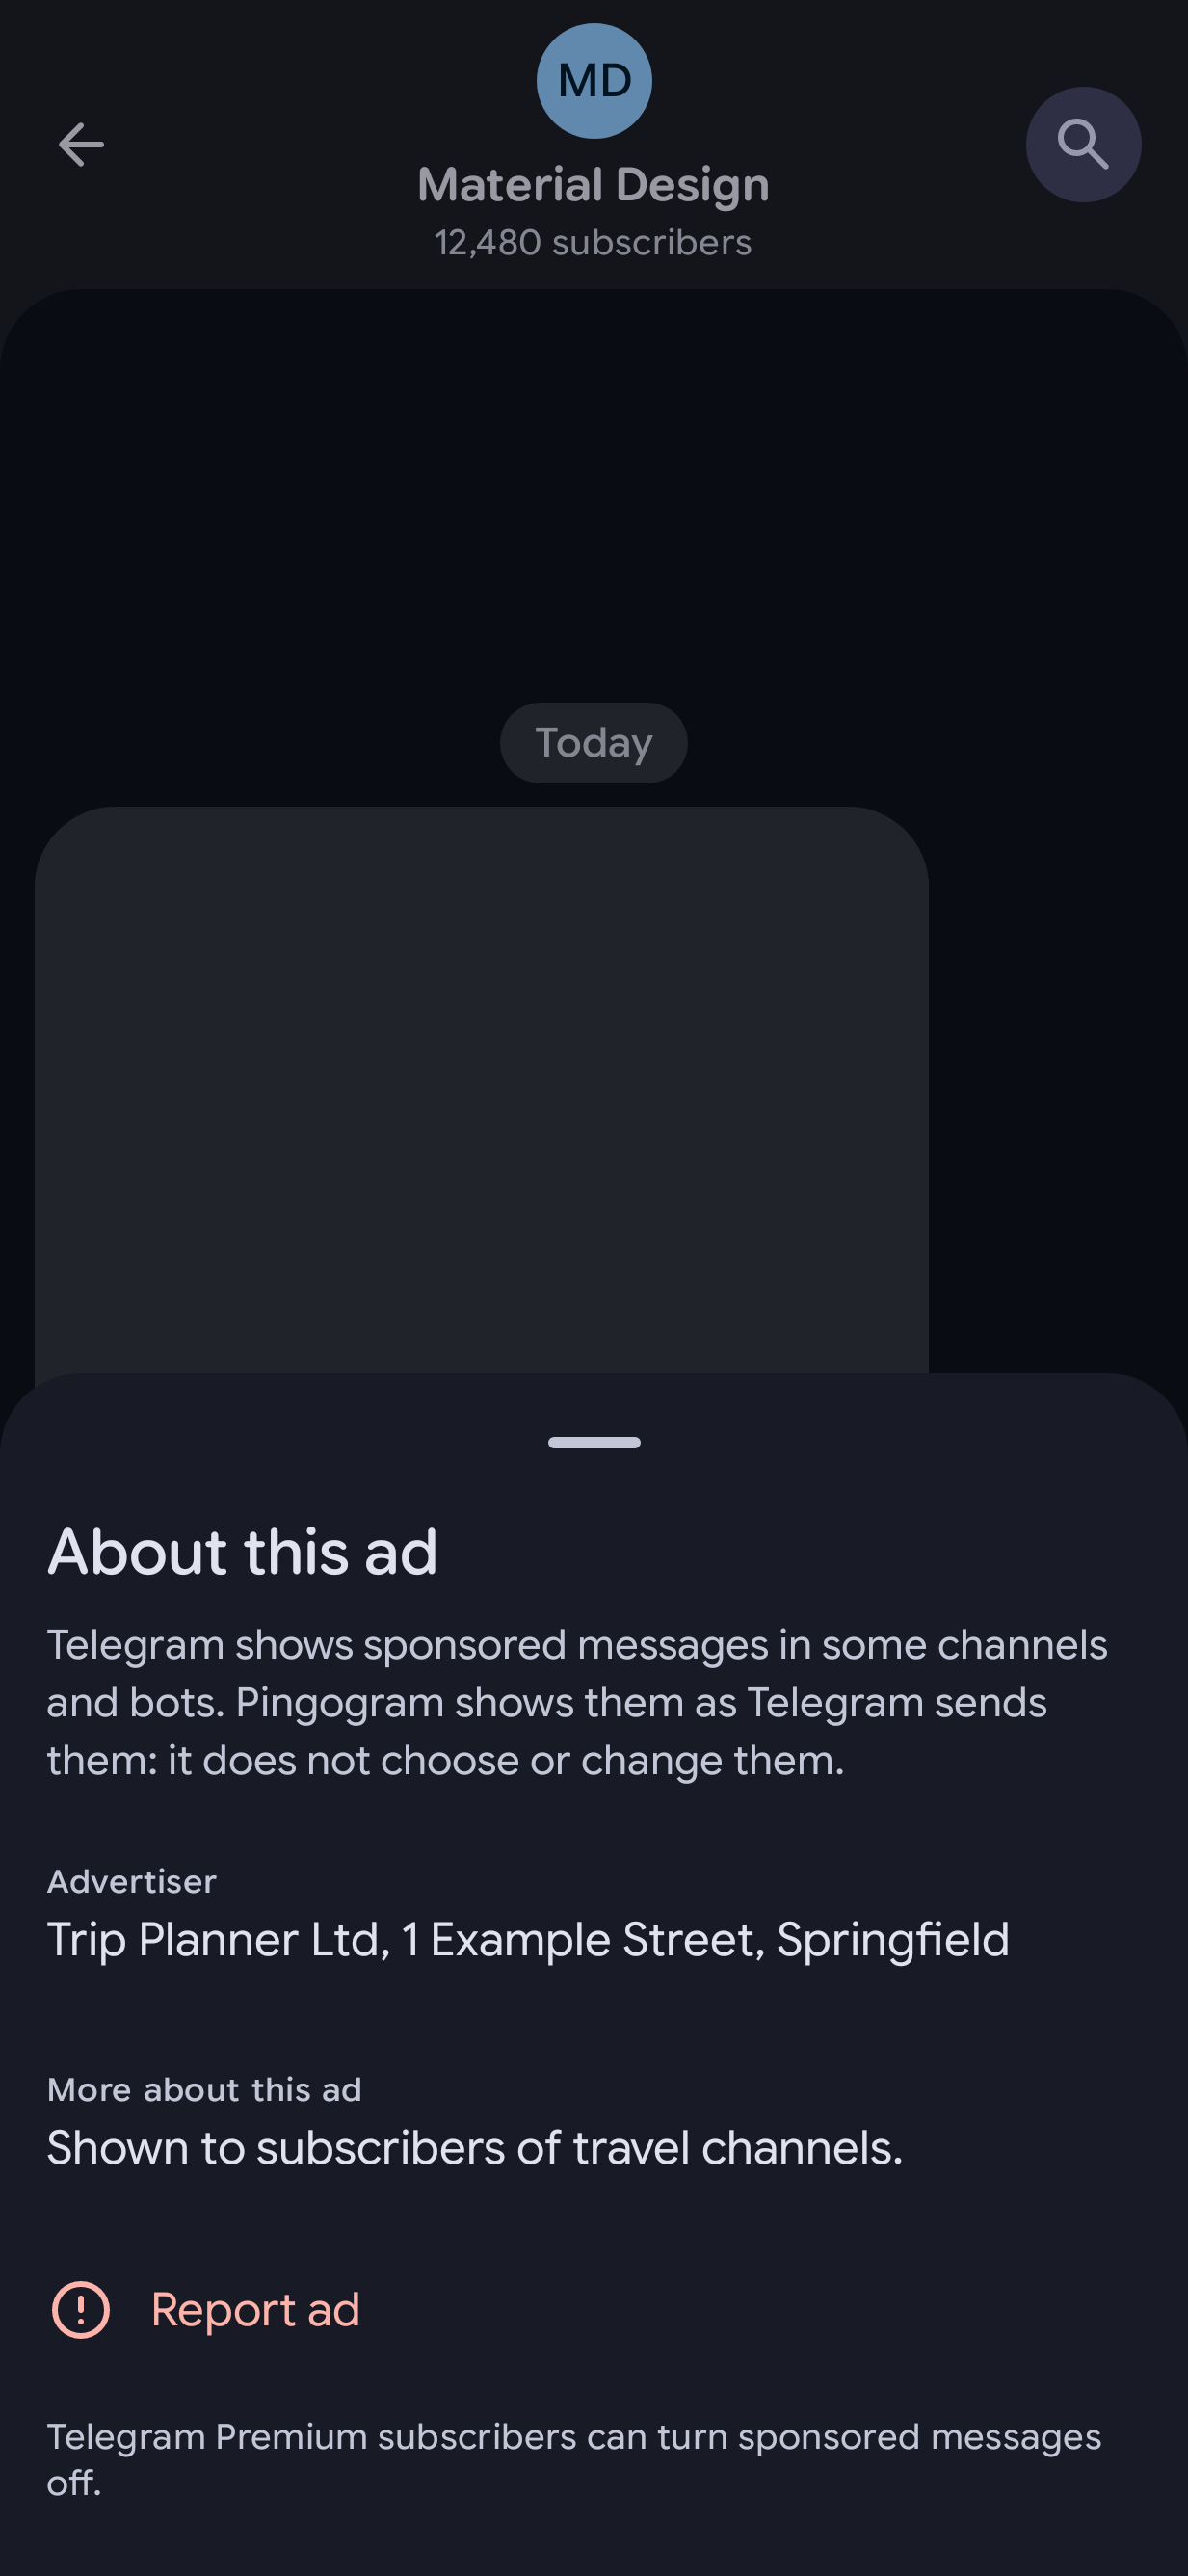 MD
Material Design
12,480 subscribers
Today
About this ad
Telegram shows sponsored messages in some channels
and bots. Pingogram shows them as Telegram sends
them: it does not choose or change them.
Advertiser
Trip Planner Ltd, 1 Example Street, Springfield
More about this ad
Shown to subscribers of travel channels.
Report ad
Telegram Premium subscribers can turn sponsored messages
off.